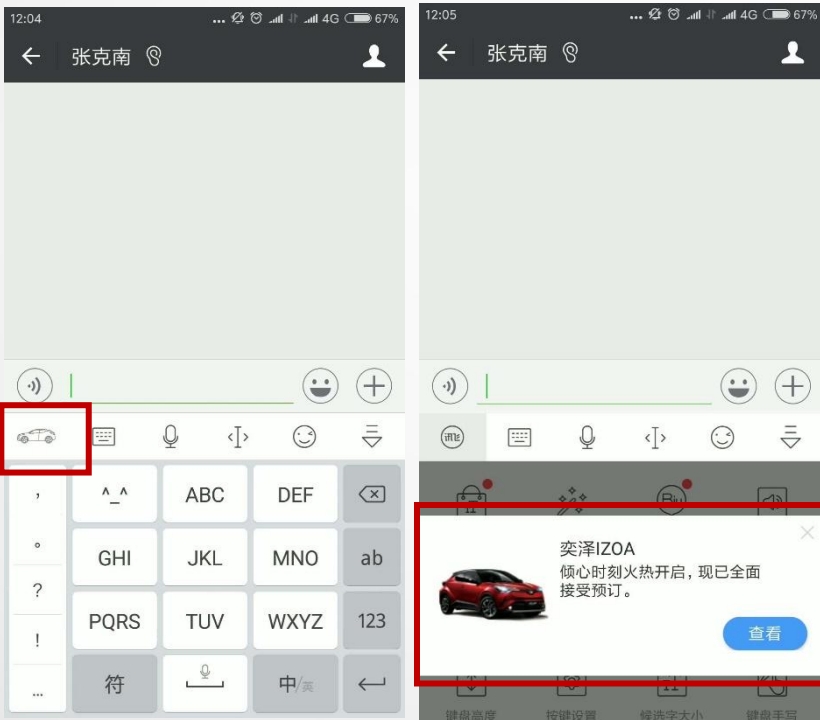 12:04
... 4G 67%
张克南
,
。
?
!
...
^_^
ABC
DEF
GHI
JKL
MNO
ab
PQRS
TUV
WXYZ
123
符
中/英
12:05
... 4G 67%
张克南
iME
12
Biu
奕泽IZOA
倾心时刻火热开启,现已全面
接受预订。
查看
键盘高度
按键设置
候选字大小
键盘手写